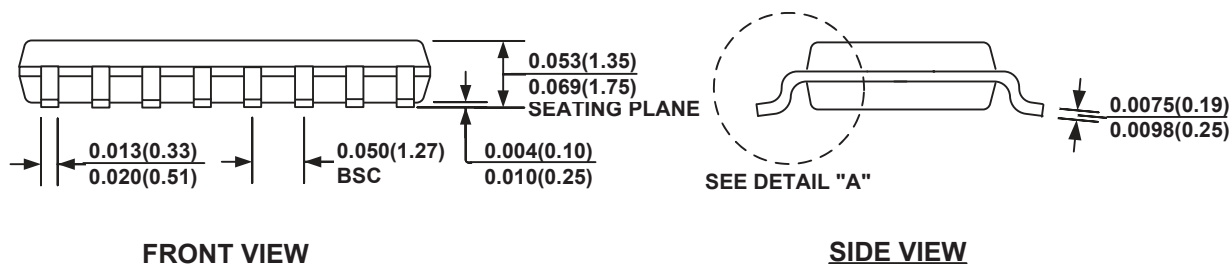 0.053(1.35)
0.069(1.75)
SEATING PLANE
0.013(0.33)
0.020(0.51)
0.050(1.27)
BSC
0.004(0.10)
0.010(0.25)
FRONT VIEW
0.0075(0.19)
0.0098(0.25)
SEE DETAIL "A"
SIDE VIEW